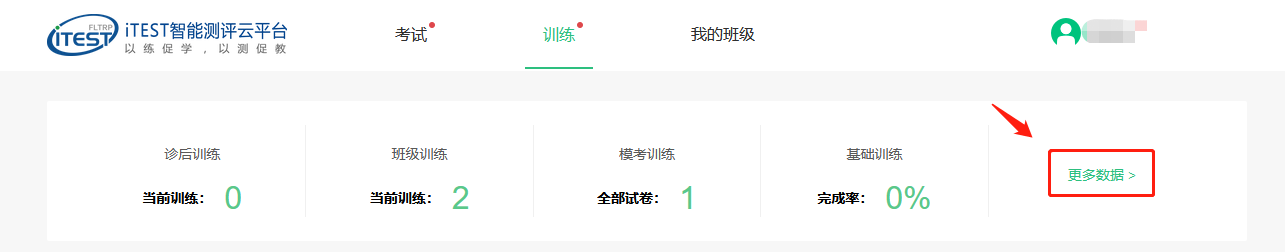 FLTRP
iTEST
iTEST智能测评云平台
以练促学，以测促教
考试
训练
我的班级
诊后训练
当前训练： 0
班级训练
当前训练： 2
模考训练
全部试卷： 1
基础训练
完成率： 0%
更多数据 >